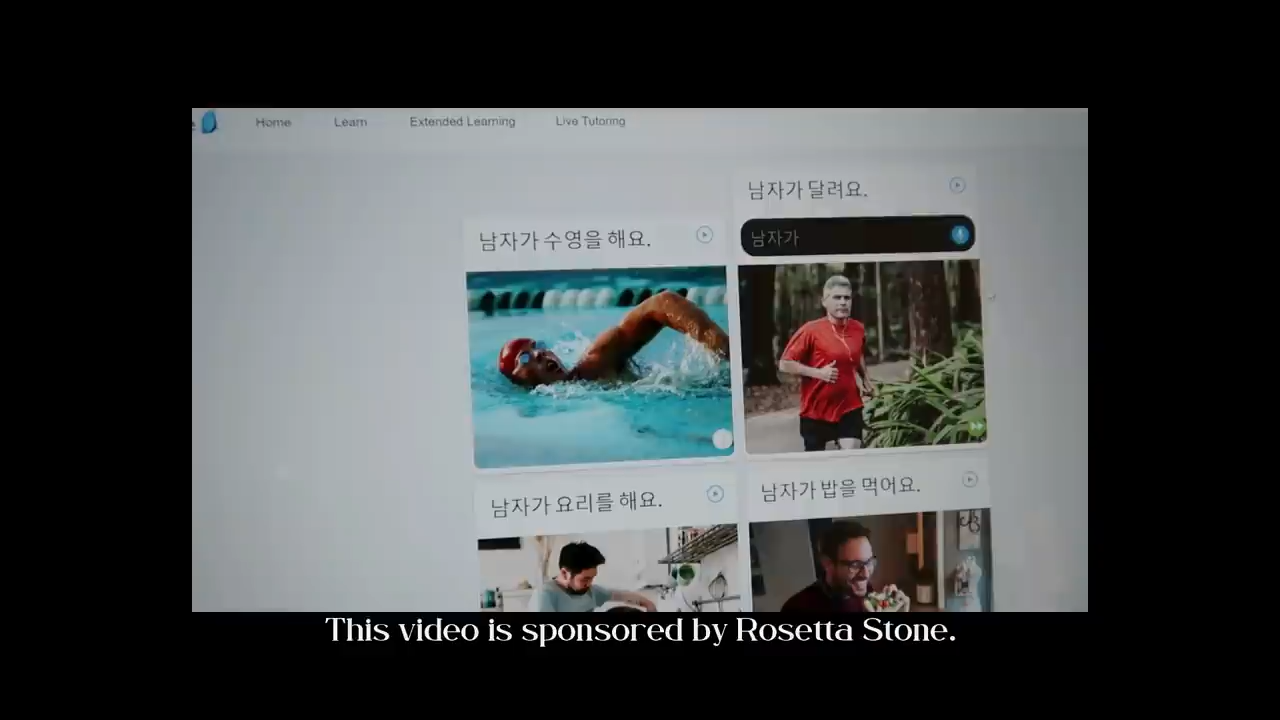 Home Learn Extended Learning Live Tutoring
남자가 달려요.
남자가
남자가 수영을 해요.
남자가 요리를 해요.
남자가 밥을 먹어요.
This video is sponsored by Rosetta Stone.